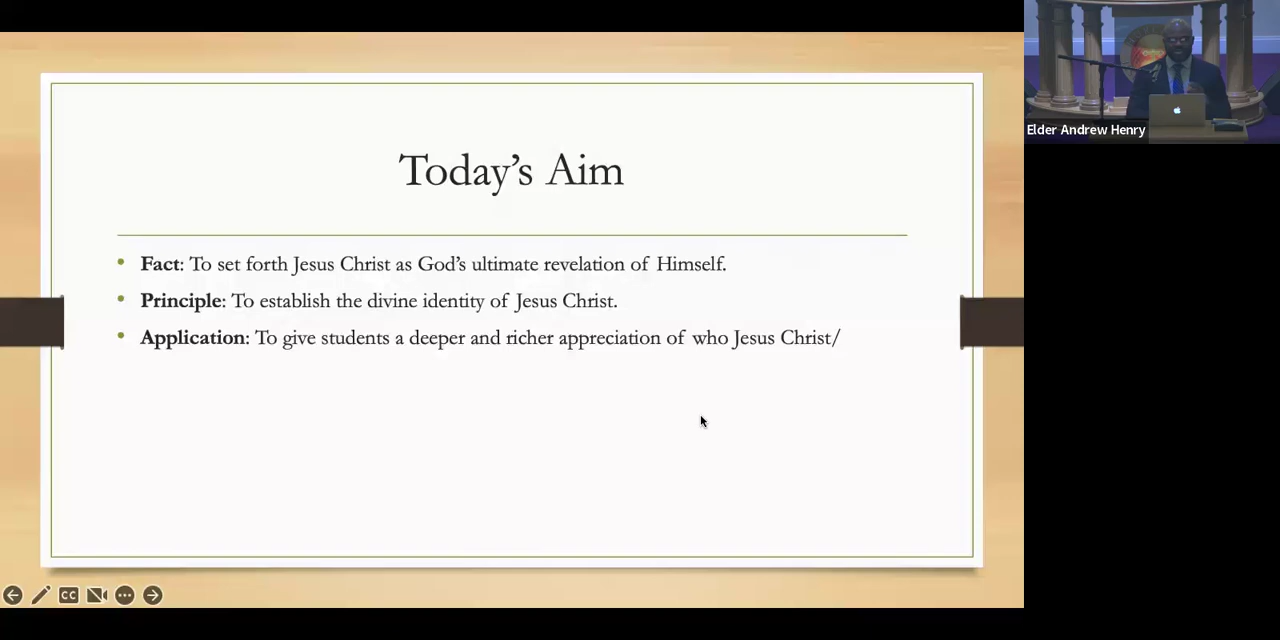 Today's Aim
• Fact: To set forth Jesus Christ as God's ultimate revelation of Himself.
• Principle: To establish the divine identity of Jesus Christ.
• Application: To give students a deeper and richer appreciation of who Jesus Christ/
Elder Andrew Henry
CC